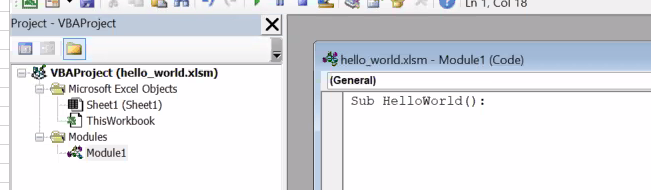 Ln 1, Col 18
Project - VBAProject
VBAProject (hello_world.xlsm)
Microsoft Excel Objects
Sheet1 (Sheet1)
ThisWorkbook
Modules
Module1
hello_world.xlsm - Module1 (Code)
(General)
Sub HelloWorld():